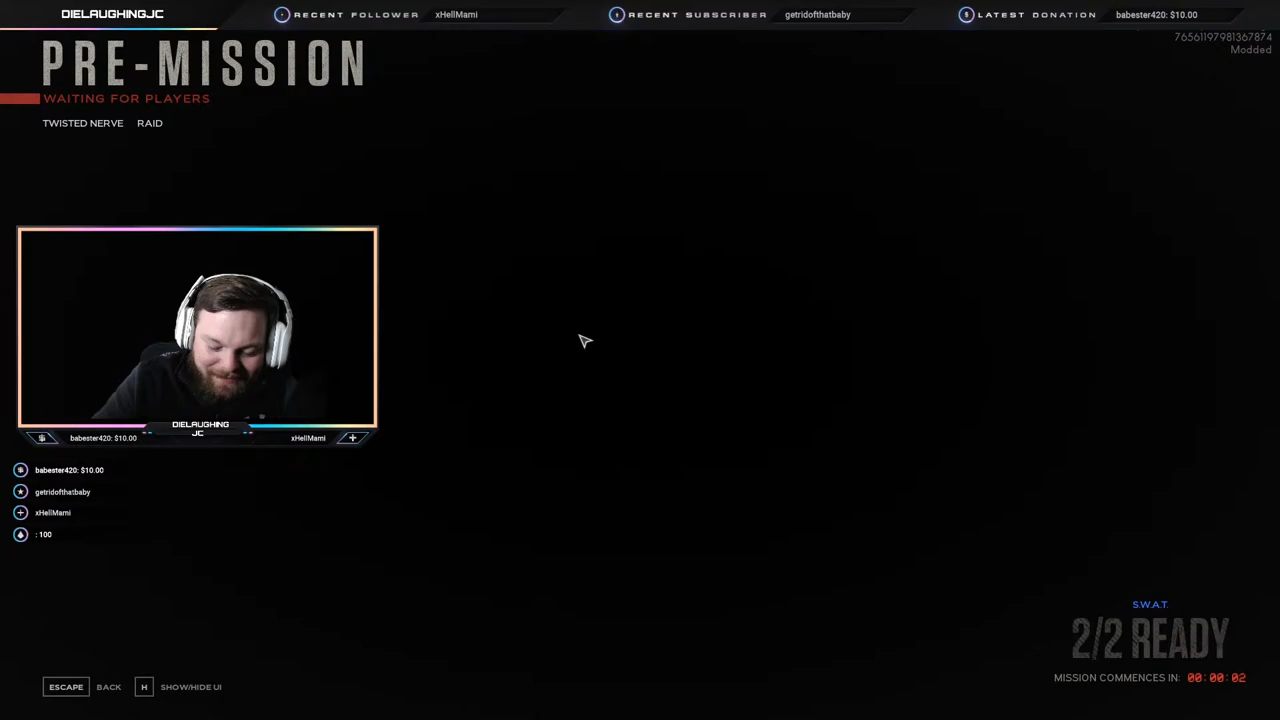 DIELAUGHINGJC
RECENT FOLLOWER xHellMami
RECENT SUBSCRIBER getridofthatbaby
LATEST DONATION babester420: $10.00
76561197981367874
Modded
PRE-MISSION
WAITING FOR PLAYERS
TWISTED NERVE RAID
DIELAUGHING
JC
babester420: $10.00 xHellMami
babester420: $10.00
getridofthatbaby
xHellMami
: 100
S.W.A.T.
2/2 READY
MISSION COMMENCES IN: 00:00:02
ESCAPE BACK H SHOW/HIDE UI